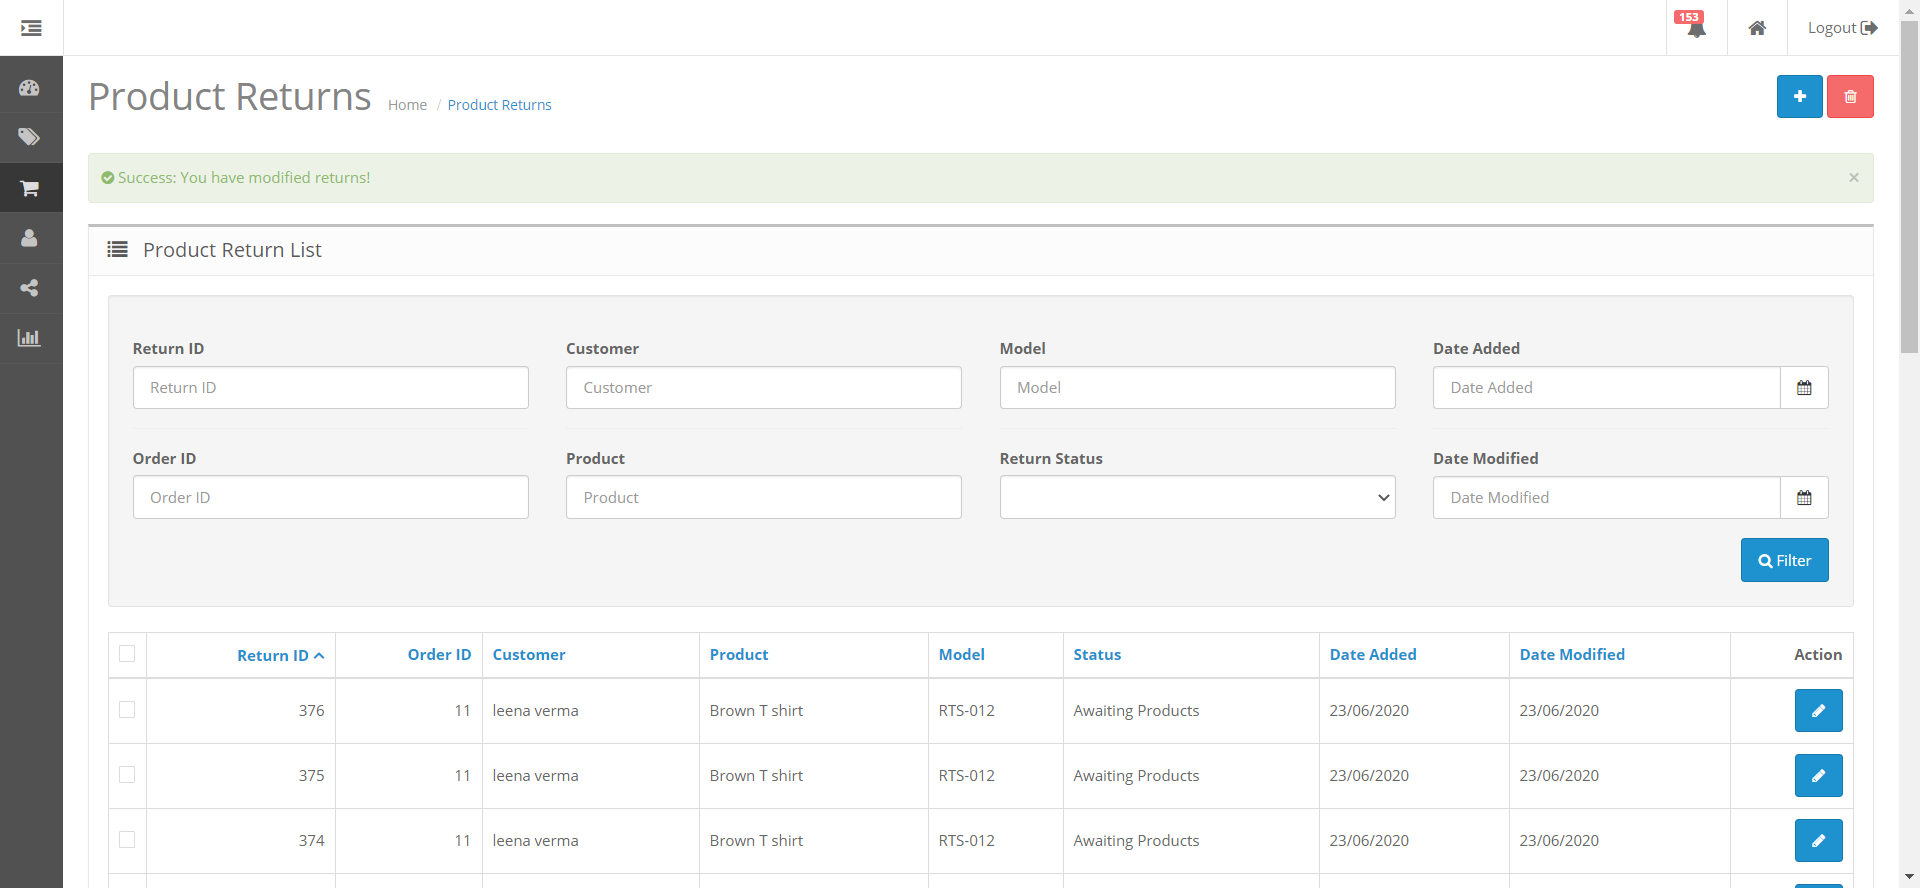 153
Logout
Product Returns Home / Product Returns
Success: You have modified returns! ×
Product Return List
Return ID Customer Model Date Added
Return ID Customer Model Date Added
Order ID Product Return Status Date Modified
Order ID Product Date Modified
Filter
Return ID Order ID Customer Product Model Status Date Added Date Modified Action
376 11 leena verma Brown T shirt RTS-012 Awaiting Products 23/06/2020 23/06/2020
375 11 leena verma Brown T shirt RTS-012 Awaiting Products 23/06/2020 23/06/2020
374 11 leena verma Brown T shirt RTS-012 Awaiting Products 23/06/2020 23/06/2020